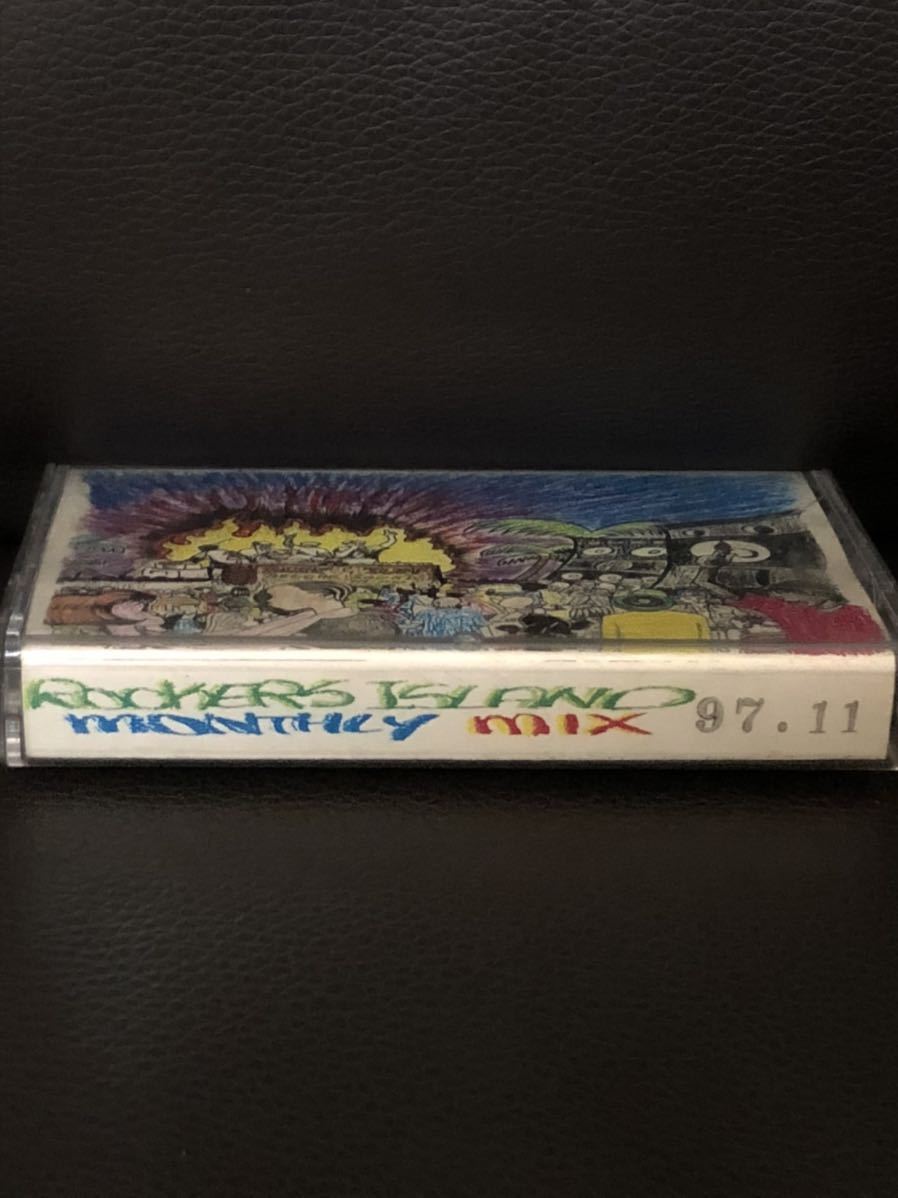 ROCKERS ISLAND
MONTHLY MIX 97.11